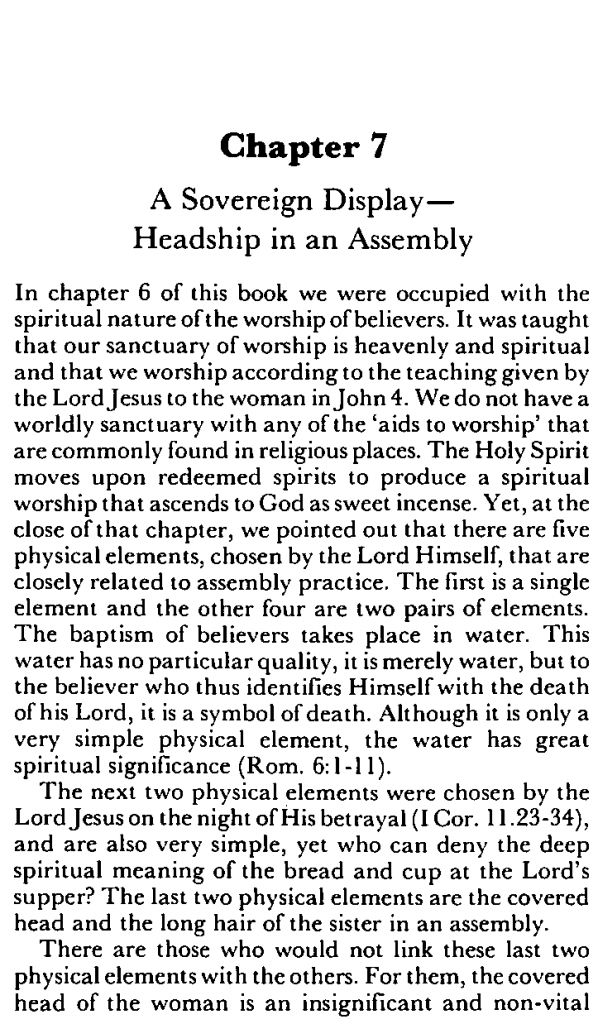 Chapter 7
A Sovereign Display—
Headship in an Assembly
In chapter 6 of this book we were occupied with the
spiritual nature of the worship of believers. It was taught
that our sanctuary of worship is heavenly and spiritual
and that we worship according to the teaching given by
the Lord Jesus to the woman in John 4. We do not have a
worldly sanctuary with any of the ‘aids to worship’ that
are commonly found in religious places. The Holy Spirit
moves upon redeemed spirits to produce a spiritual
worship that ascends to God as sweet incense. Yet, at the
close of that chapter, we pointed out that there are five
physical elements, chosen by the Lord Himself, that are
closely related to assembly practice. The first is a single
element and the other four are two pairs of elements.
The baptism of believers takes place in water. This
water has no particular quality, it is merely water, but to
the believer who thus identifies Himself with the death
of his Lord, it is a symbol of death. Although it is only a
very simple physical element, the water has great
spiritual significance (Rom. 6:1-11).
The next two physical elements were chosen by the
Lord Jesus on the night of His betrayal (I Cor. 11.23-34),
and are also very simple, yet who can deny the deep
spiritual meaning of the bread and cup at the Lord's
supper? The last two physical elements are the covered
head and the long hair of the sister in an assembly.
There are those who would not link these last two
physical elements with the others. For them, the covered
head of the woman is an insignificant and non-vital